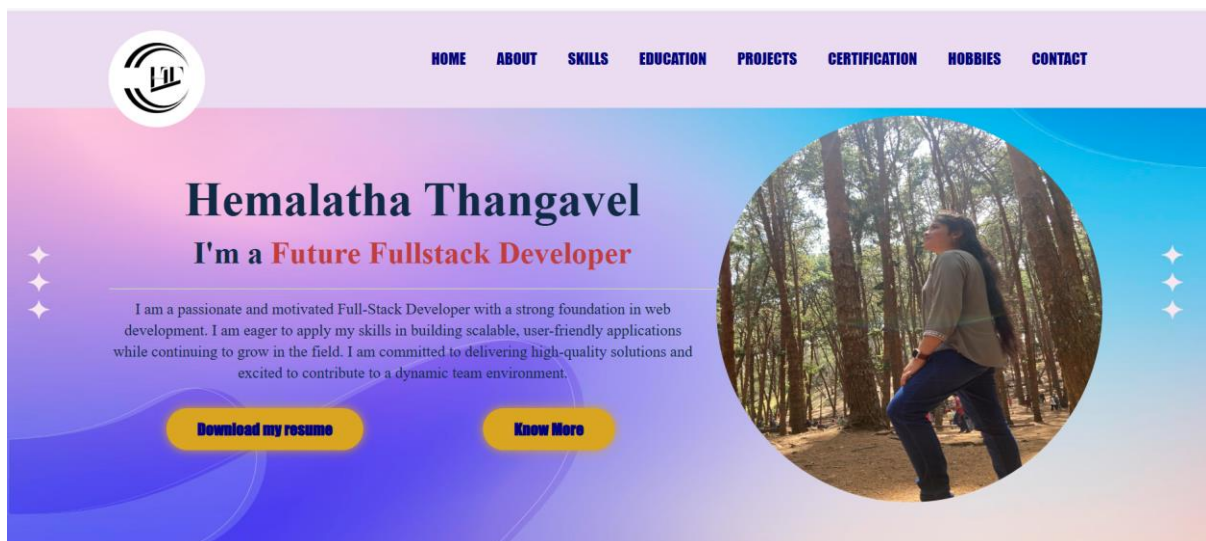 HT
HOME ABOUT SKILLS EDUCATION PROJECTS CERTIFICATION HOBBIES CONTACT
Hemalatha Thangavel
I'm a Future Fullstack Developer
I am a passionate and motivated Full-Stack Developer with a strong foundation in web
development. I am eager to apply my skills in building scalable, user-friendly applications
while continuing to grow in the field. I am committed to delivering high-quality solutions and
excited to contribute to a dynamic team environment.
Download my resume Know More